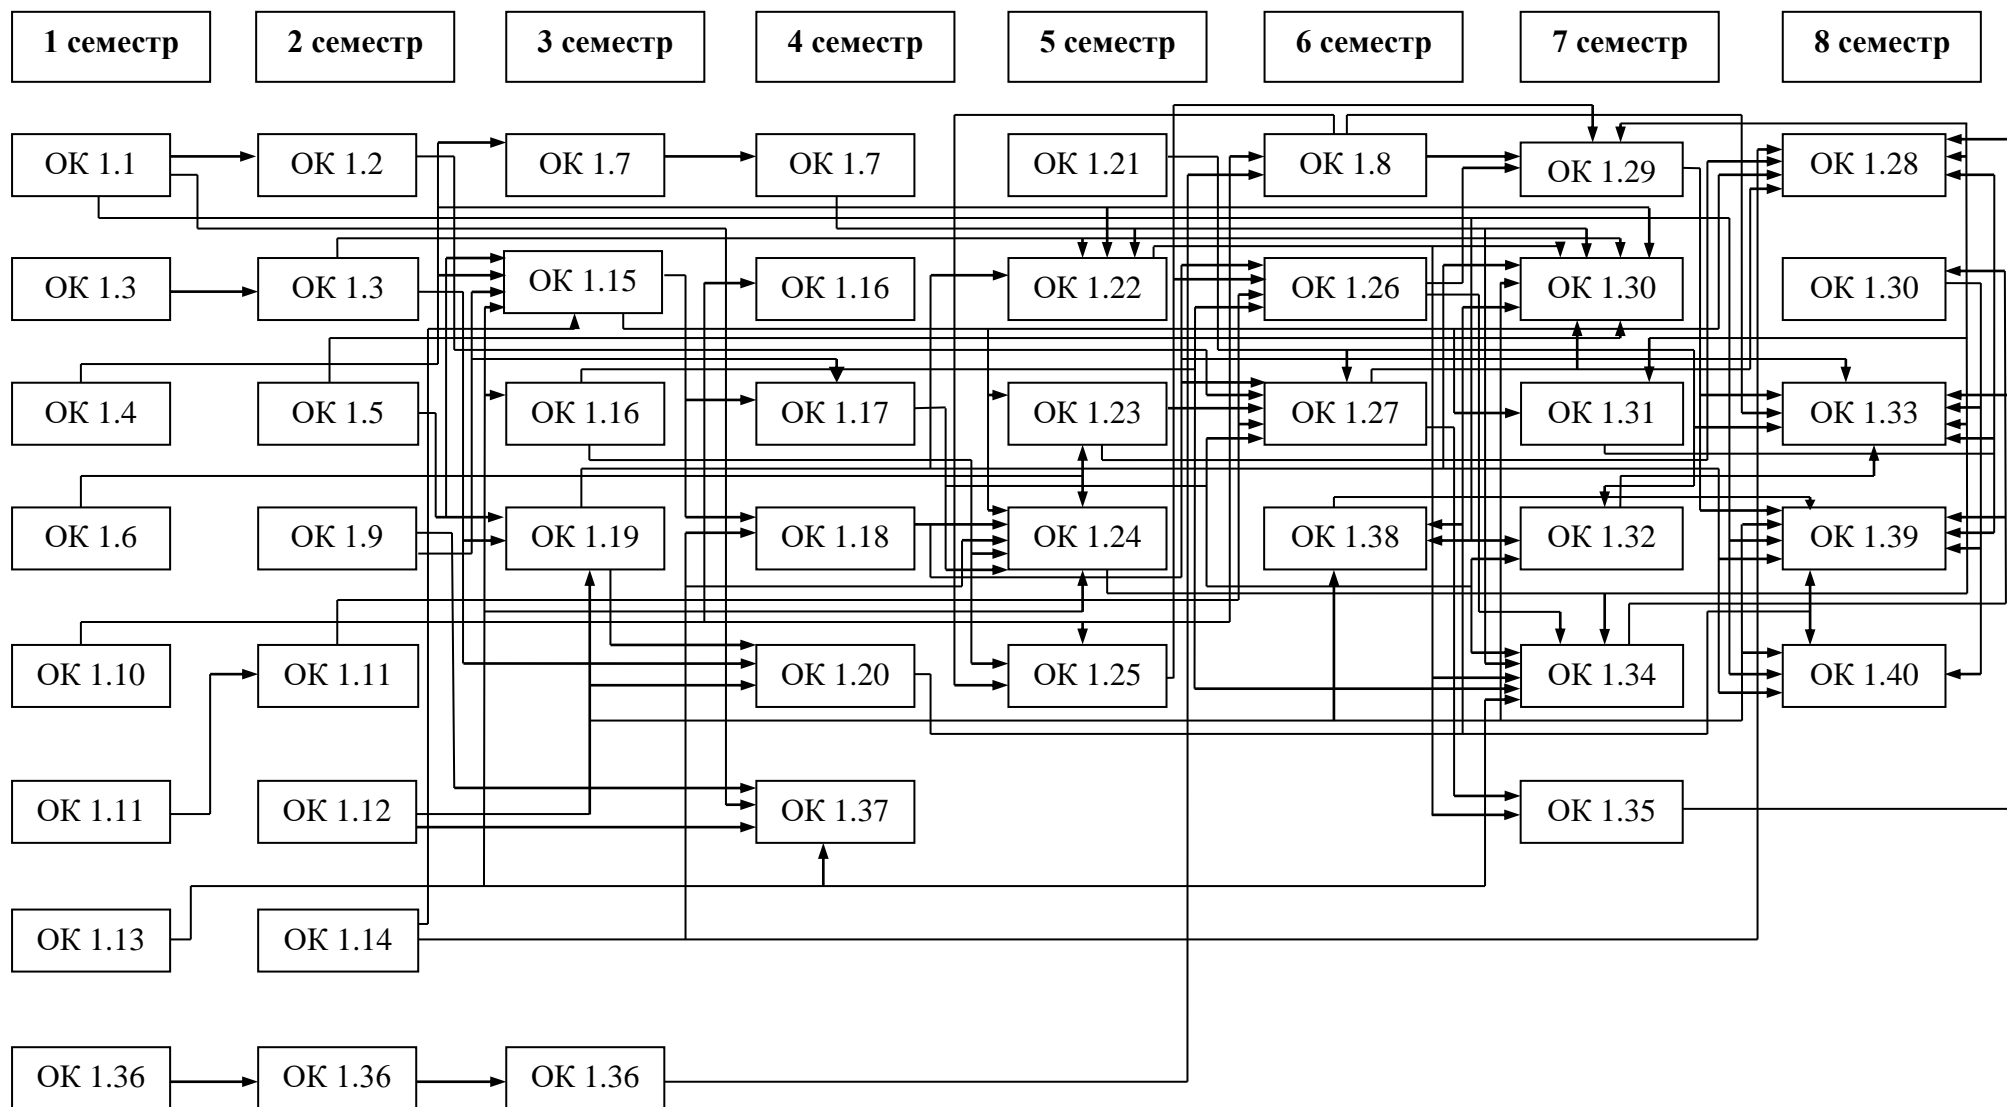 1 семестр 2 семестр 3 семестр 4 семестр 5 семестр 6 семестр 7 семестр 8 семестр
ОК 1.1 ОК 1.2 ОК 1.7 ОК 1.7 ОК 1.21 ОК 1.8 ОК 1.29 ОК 1.28
ОК 1.3 ОК 1.3 ОК 1.15 ОК 1.16 ОК 1.22 ОК 1.26 ОК 1.30 ОК 1.30
ОК 1.4 ОК 1.5 ОК 1.16 ОК 1.17 ОК 1.23 ОК 1.27 ОК 1.31 ОК 1.33
ОК 1.6 ОК 1.9 ОК 1.19 ОК 1.18 ОК 1.24 ОК 1.38 ОК 1.32 ОК 1.39
ОК 1.10 ОК 1.11 ОК 1.20 ОК 1.25 ОК 1.34 ОК 1.40
ОК 1.11 ОК 1.12 ОК 1.37 ОК 1.35
ОК 1.13 ОК 1.14
ОК 1.36 ОК 1.36 ОК 1.36